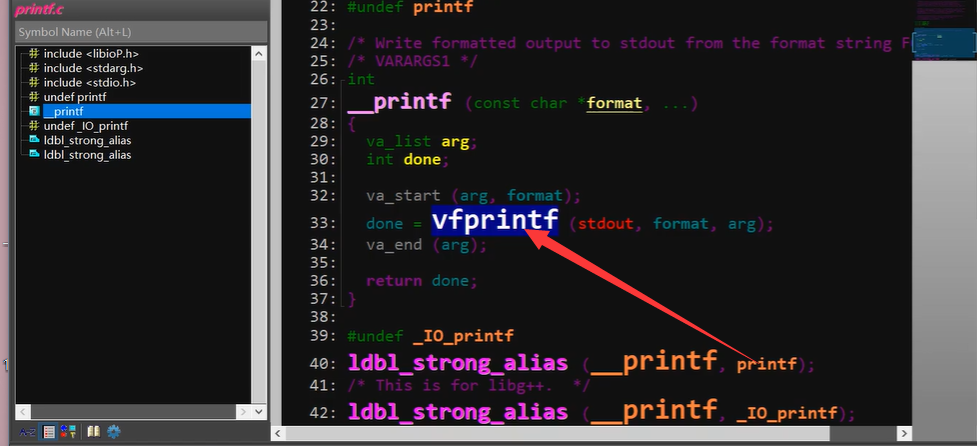 printf.c
Symbol Name (Alt+L)
include <libioP.h>
include <stdarg.h>
include <stdio.h>
undef printf
__printf
undef _IO_printf
ldbl_strong_alias
ldbl_strong_alias
22: #undef printf
23:
24: /* Write formatted output to stdout from the format string F
25: /* VARARGS1 */
26: int
27: __printf (const char *format, ...)
28: {
29: va_list arg;
30: int done;
31:
32: va_start (arg, format);
33: done = vfprintf (stdout, format, arg);
34: va_end (arg);
35:
36: return done;
37: }
38:
39: #undef _IO_printf
40: ldbl_strong_alias (__printf, printf);
41: /* This is for libg++. */
42: ldbl_strong_alias (__printf, _IO_printf);